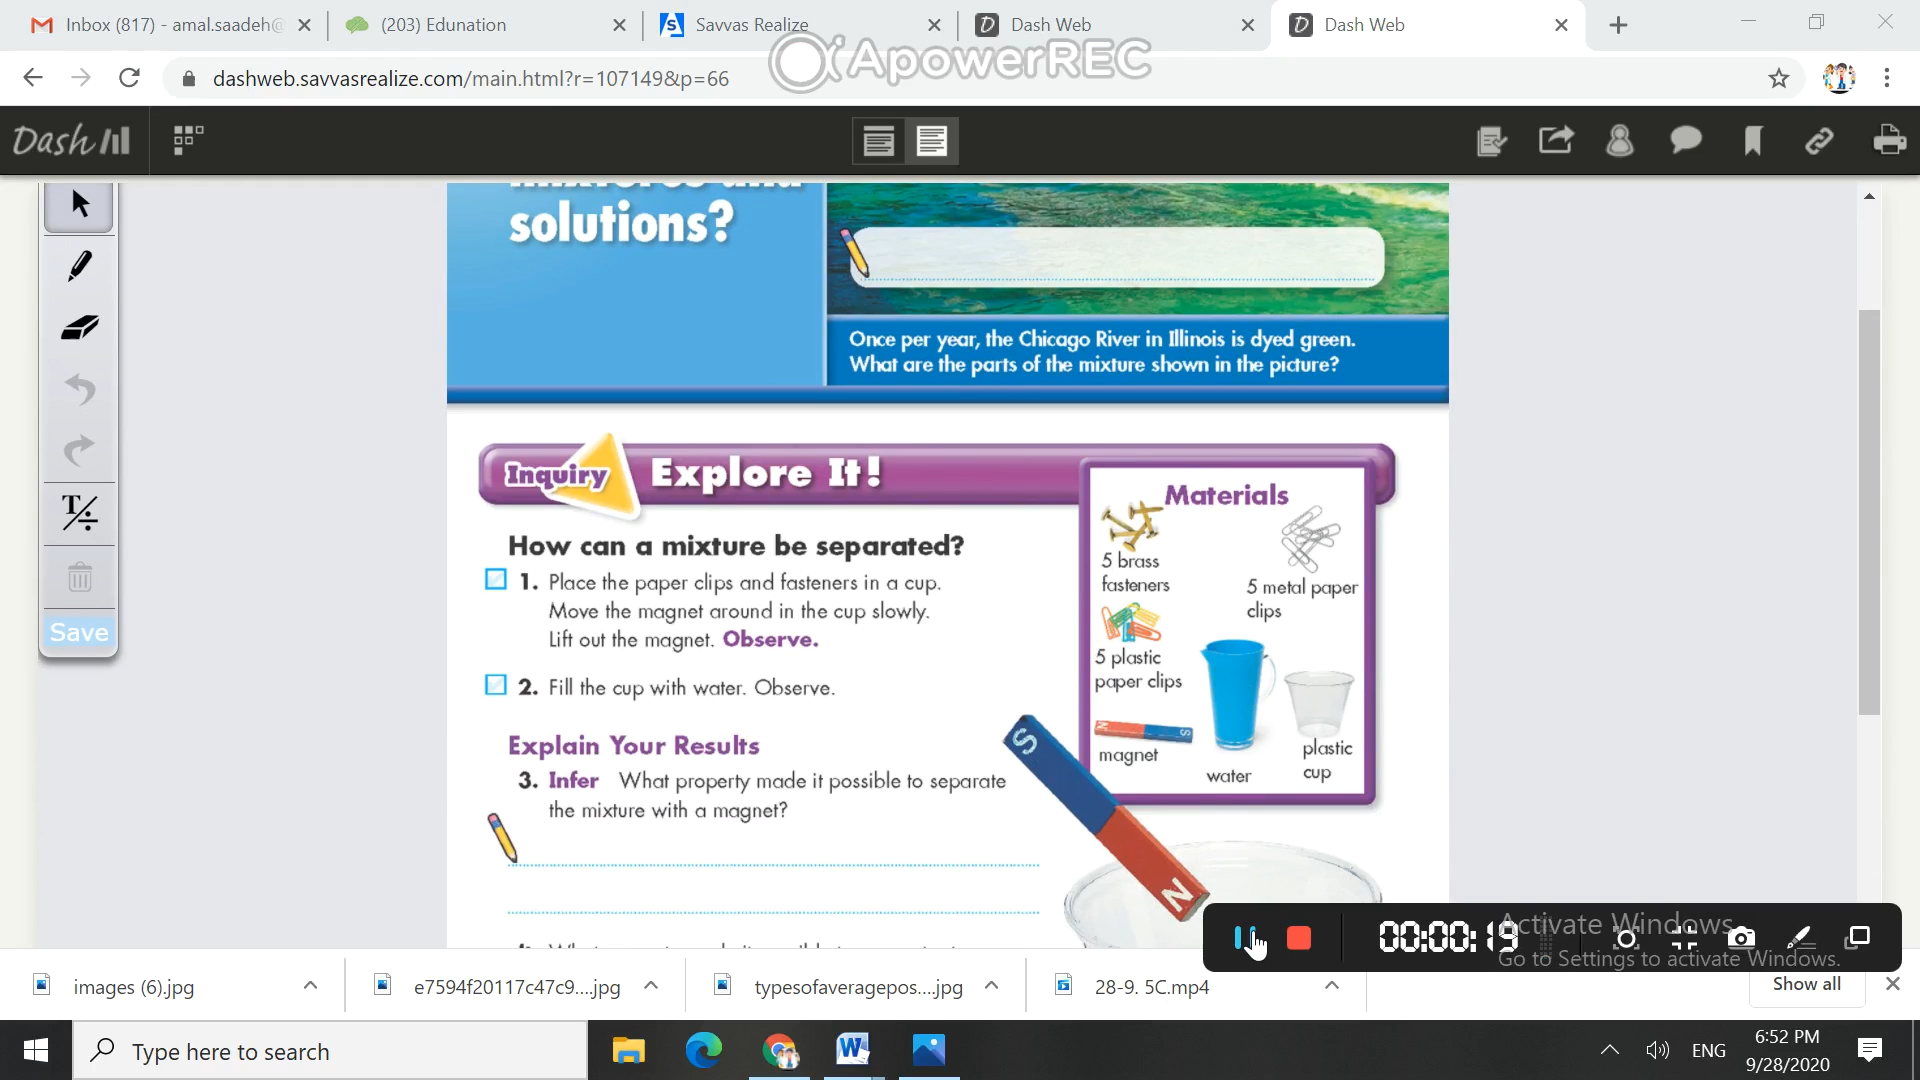 Inbox (817) - amal.saadeh@
(203) Edunation
Savvas Realize
Dash Web
Dash Web
ApowerREC
dashweb.savvasrealize.com/main.html?r=107149&p=66
Dash
solutions?
Once per year, the Chicago River in Illinois is dyed green.
What are the parts of the mixture shown in the picture?
Inquiry Explore It!
Materials
5 brass
fasteners
5 metal paper
clips
5 plastic
paper clips
magnet
water
plastic
cup
How can a mixture be separated?
1. Place the paper clips and fasteners in a cup.
Move the magnet around in the cup slowly.
Lift out the magnet. Observe.
2. Fill the cup with water. Observe.
Explain Your Results
3. Infer What property made it possible to separate
the mixture with a magnet?
S
N
N
S
T/÷
Save
00:00:19
Activate Windows
Go to Settings to activate Windows.
images (6).jpg
e7594f20117c47c9....jpg
typesofaveragepos....jpg
28-9. 5C.mp4
Show all
Type here to search
ENG
6:52 PM
9/28/2020